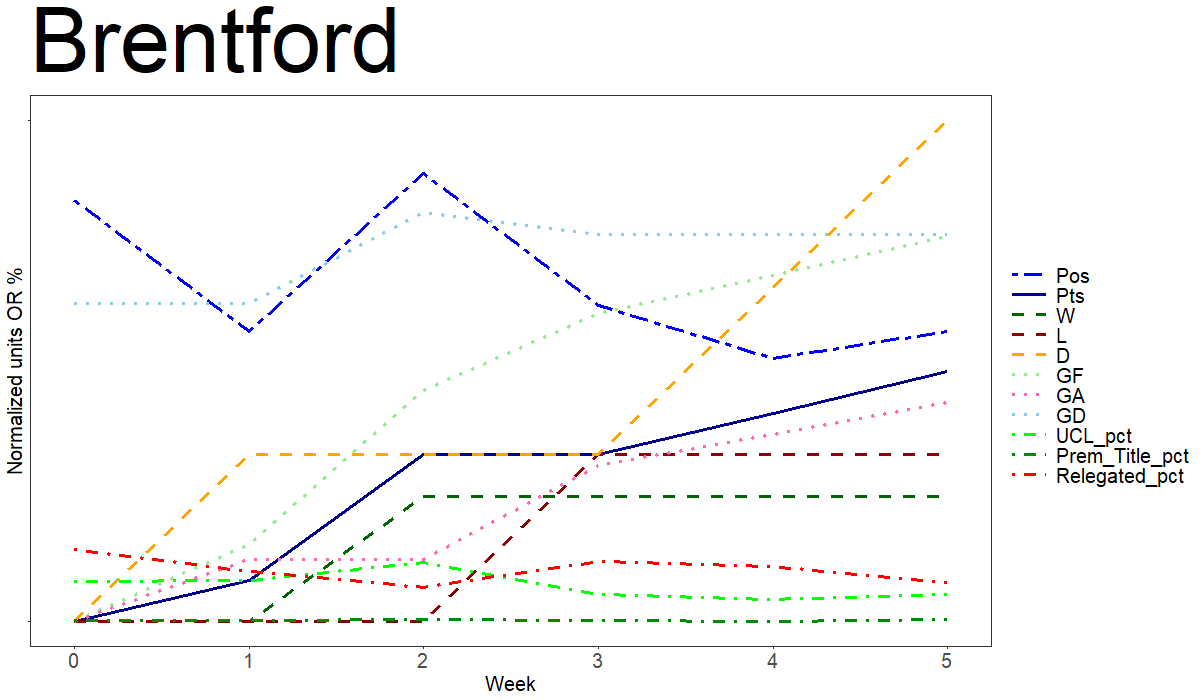 Brentford
Normalized units OR %
Pos
Pts
W
L
D
GF
GA
GD
UCL_pct
Prem_Title_pct
Relegated_pct
0 1 2 3 4 5
Week